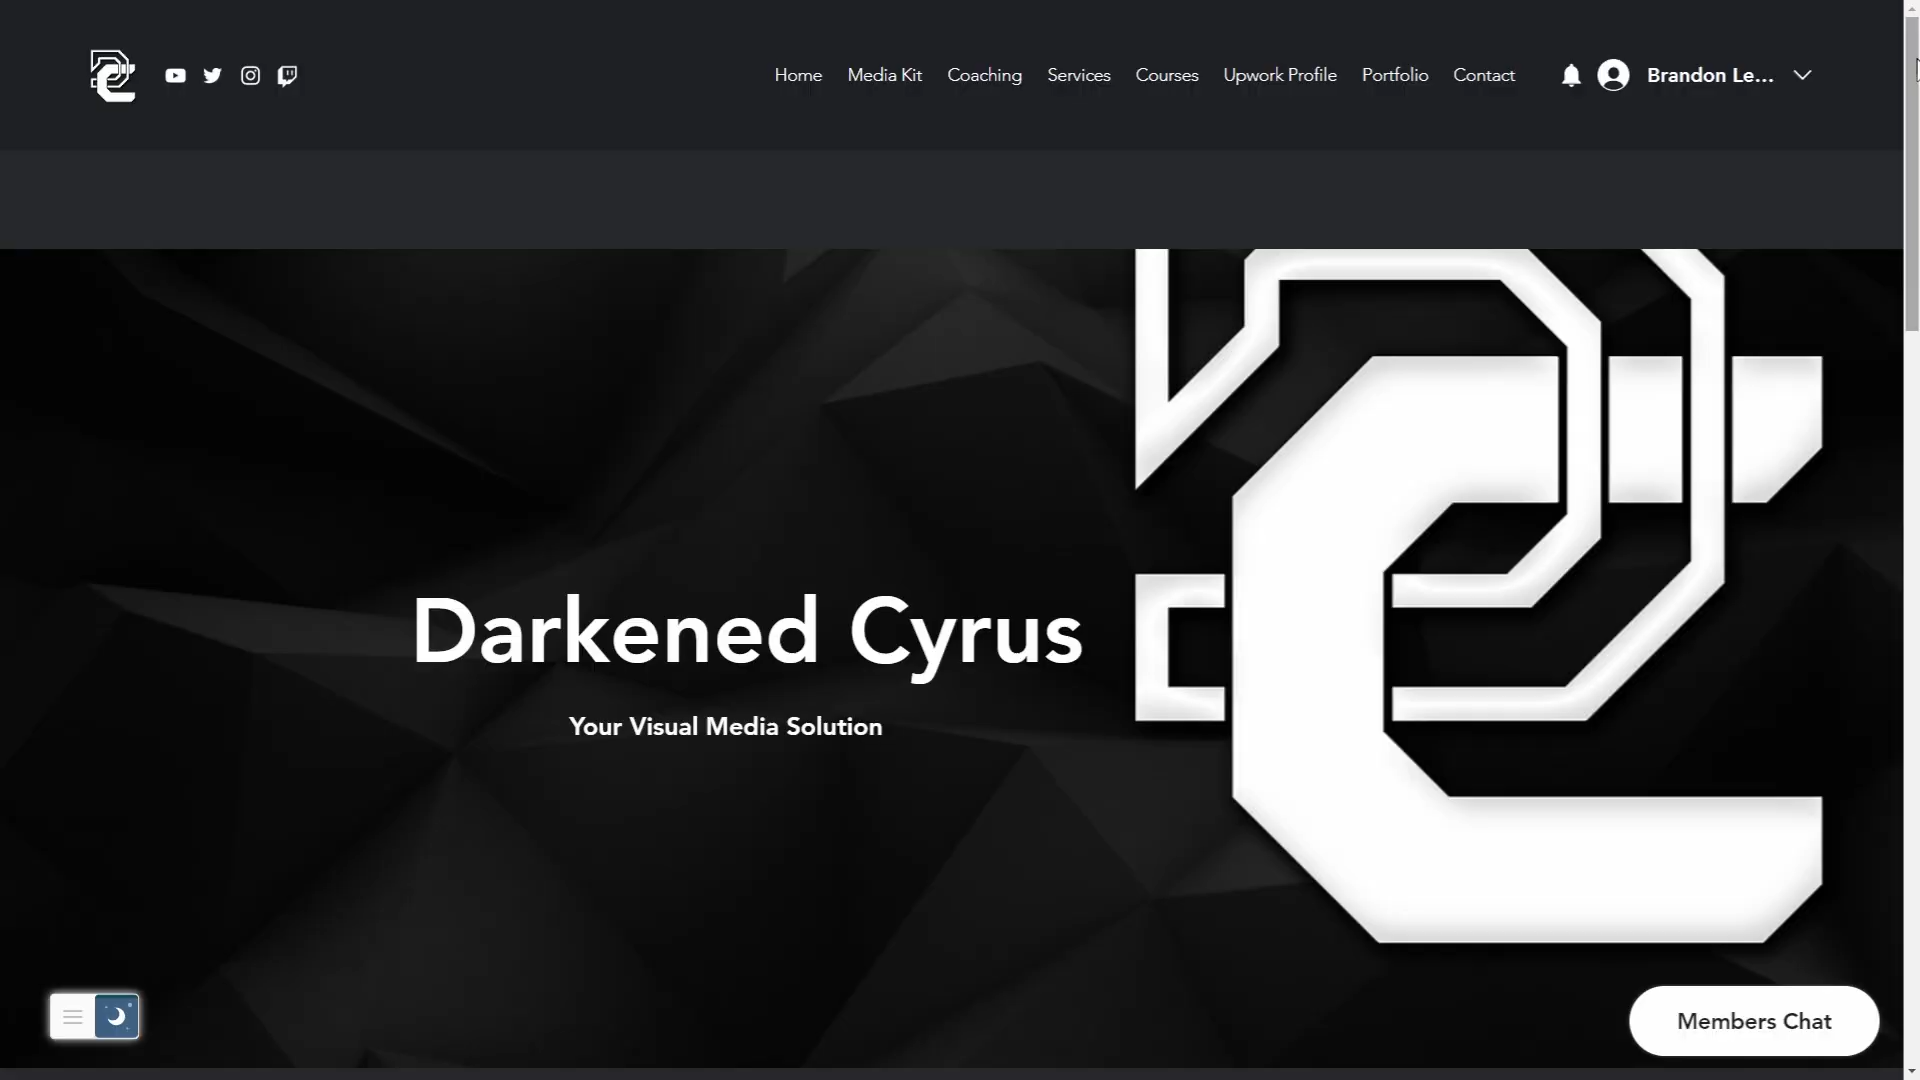 Home Media Kit Coaching Services Courses Upwork Profile Portfolio Contact Brandon Le...
Darkened Cyrus
Your Visual Media Solution
Members Chat